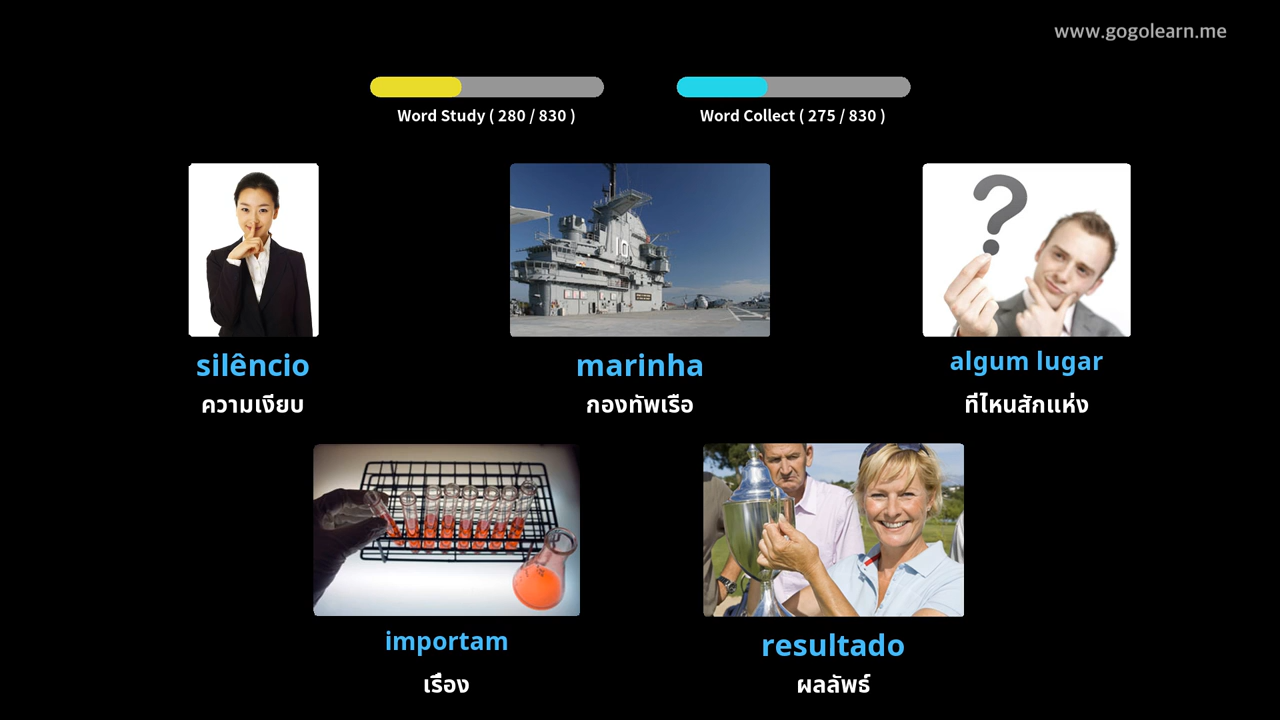 www.gogolearn.me
Word Study ( 280 / 830 )
Word Collect ( 275 / 830 )
16
silêncio
marinha
algum lugar
ความเงียบ
กองทัพเรือ
ที่ไหนสักแห่ง
importam
resultado
เรื่อง
ผลลัพธ์